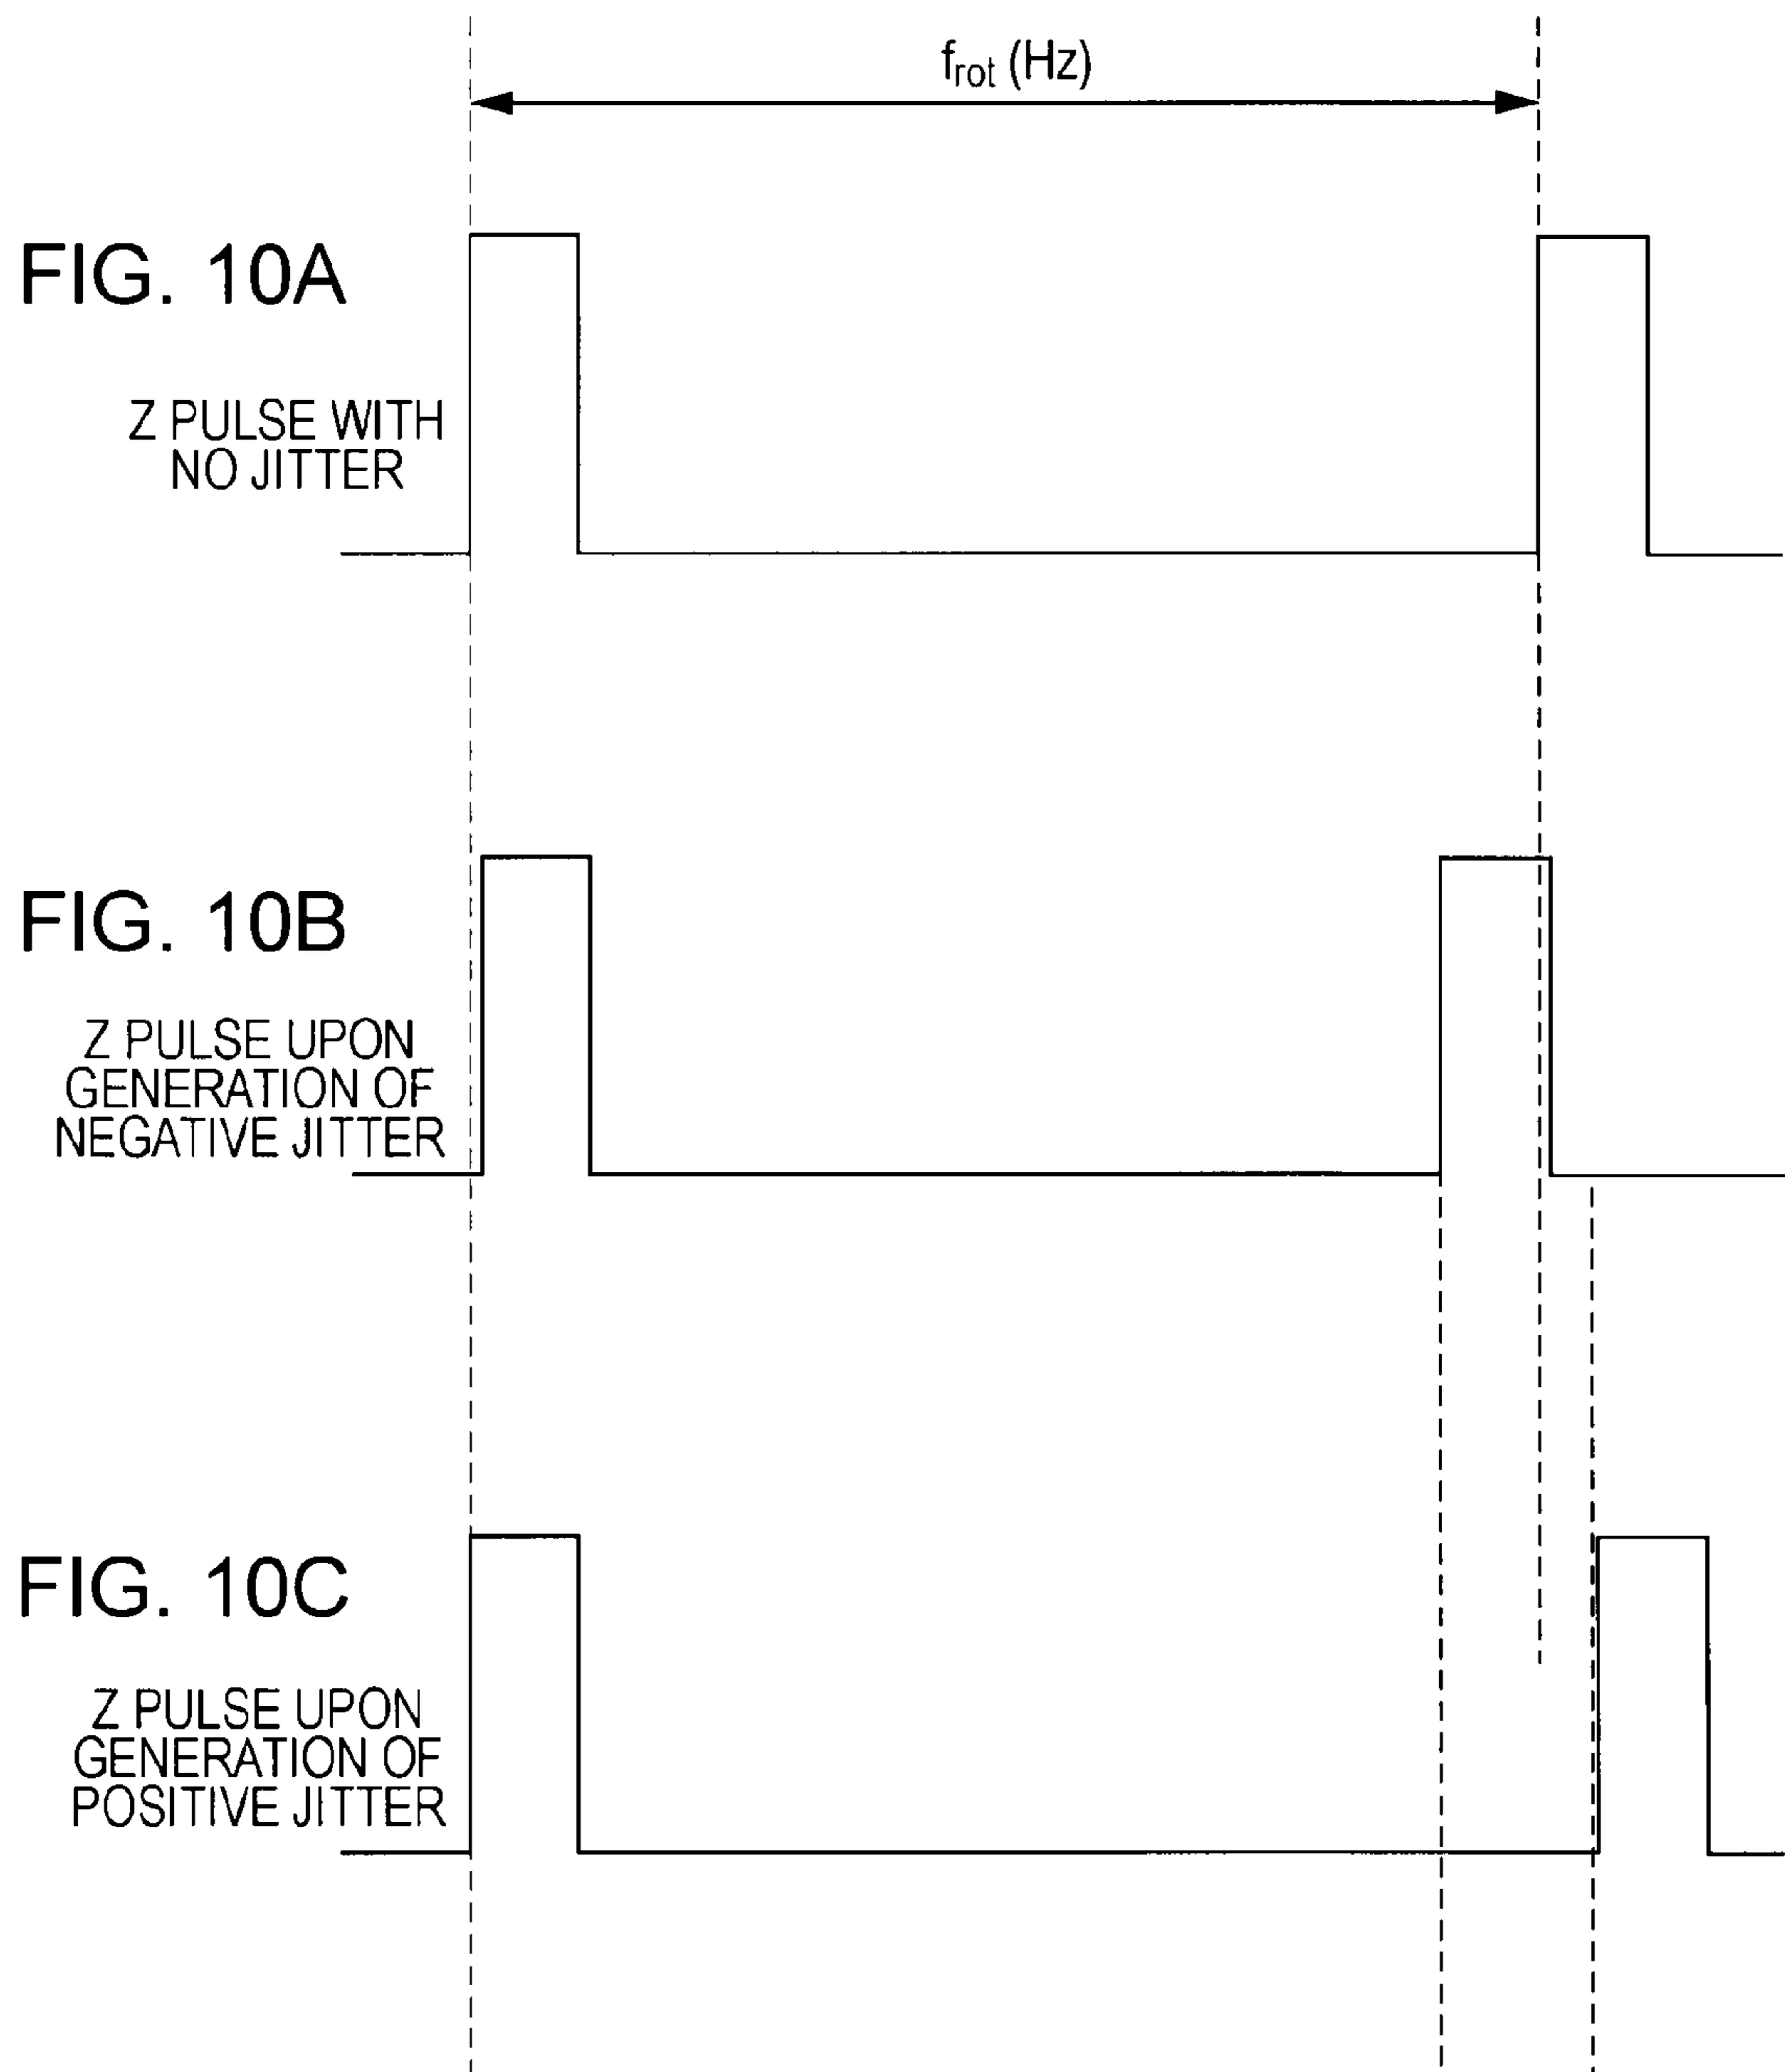 f_rot (Hz)
FIG. 10A
Z PULSE WITH
NO JITTER
FIG. 10B
Z PULSE UPON
GENERATION OF
NEGATIVE JITTER
FIG. 10C
Z PULSE UPON
GENERATION OF
POSITIVE JITTER